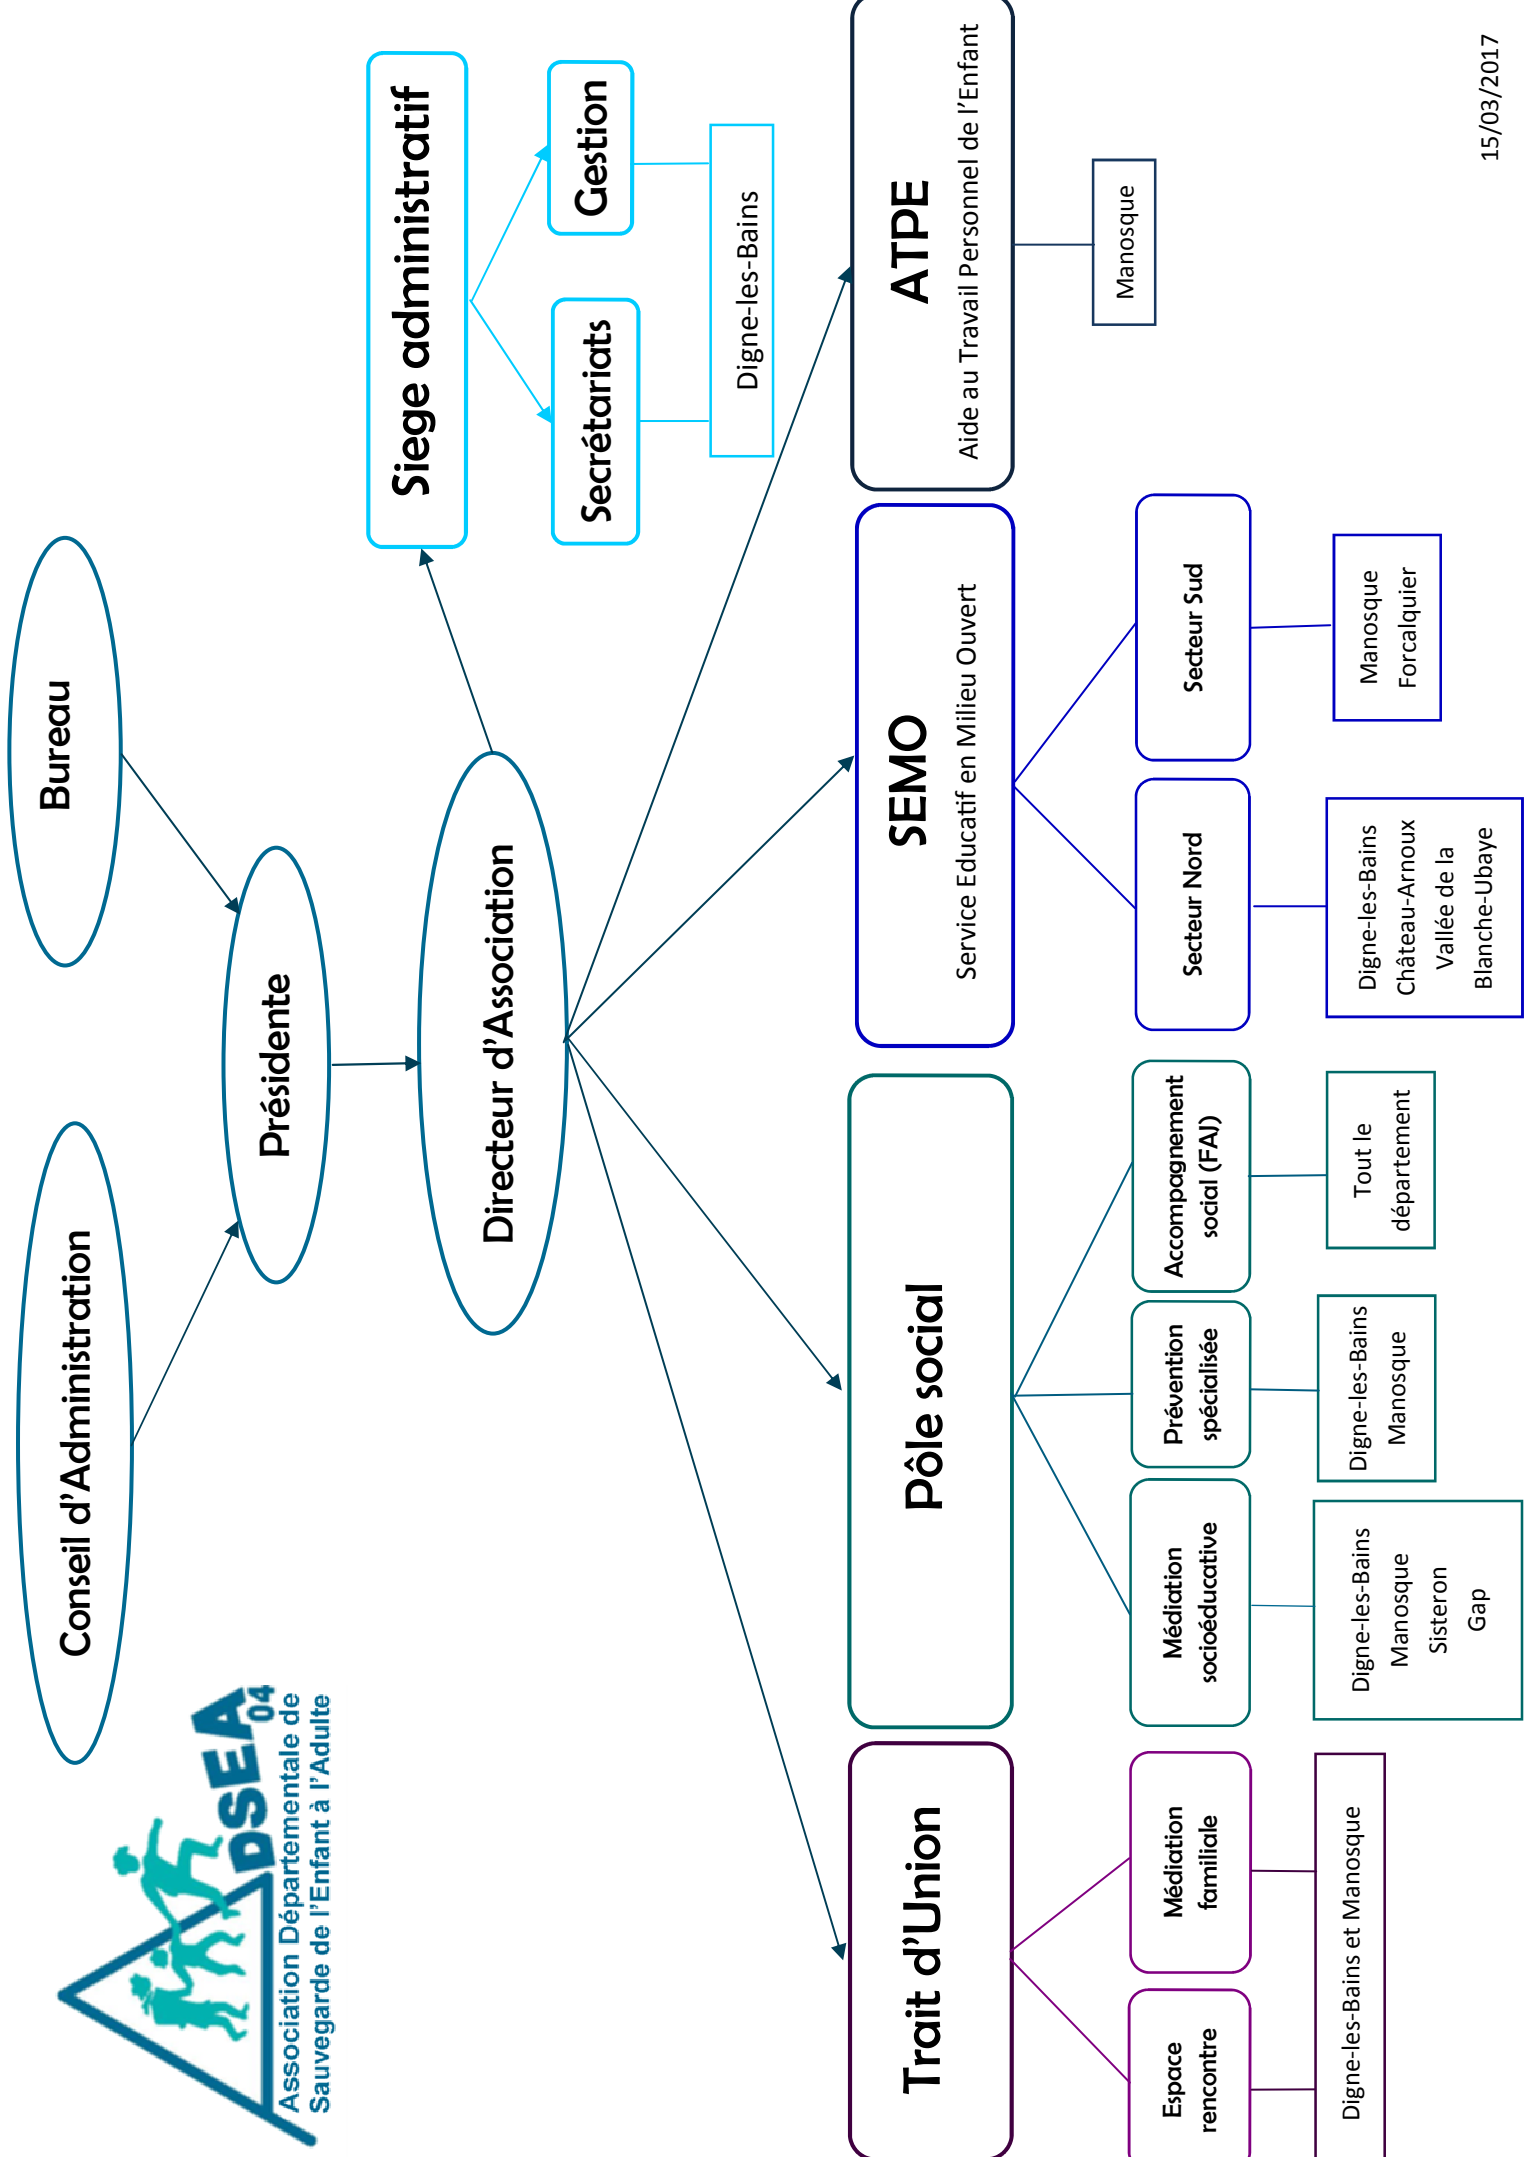 ADSEA 04
Association Départementale de
Sauvegarde de l'Enfant à l'Adulte
Conseil d'Administration
Bureau
Présidente
Directeur d'Association
Siege administratif
Secrétariats
Gestion
Digne-les-Bains
Trait d'Union
Espace
rencontre
Médiation
familiale
Digne-les-Bains et Manosque
Pôle social
Médiation
socioéducative
Digne-les-Bains
Manosque
Sisteron
Gap
Prévention
spécialisée
Digne-les-Bains
Manosque
Accompagnement
social (FAJ)
Tout le
département
SEMO
Service Educatif en Milieu Ouvert
Secteur Nord
Digne-les-Bains
Château-Arnoux
Vallée de la
Blanche-Ubaye
Secteur Sud
Manosque
Forcalquier
ATPE
Aide au Travail Personnel de l'Enfant
Manosque
15/03/2017